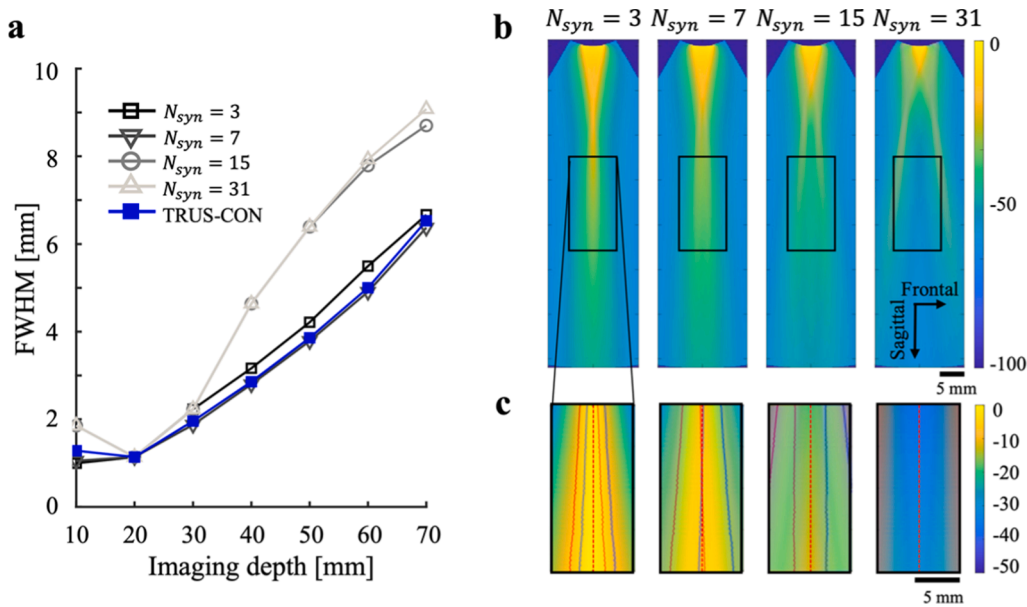 a
10
8
6
4
2
0
FWHM [mm]
N_syn = 3
N_syn = 7
N_syn = 15
N_syn = 31
TRUS-CON
10 20 30 40 50 60 70
Imaging depth [mm]
b
N_syn = 3 N_syn = 7 N_syn = 15 N_syn = 31
0
-50
-100
Frontal
Sagittal
5 mm
c
0
-10
-20
-30
-40
-50
5 mm